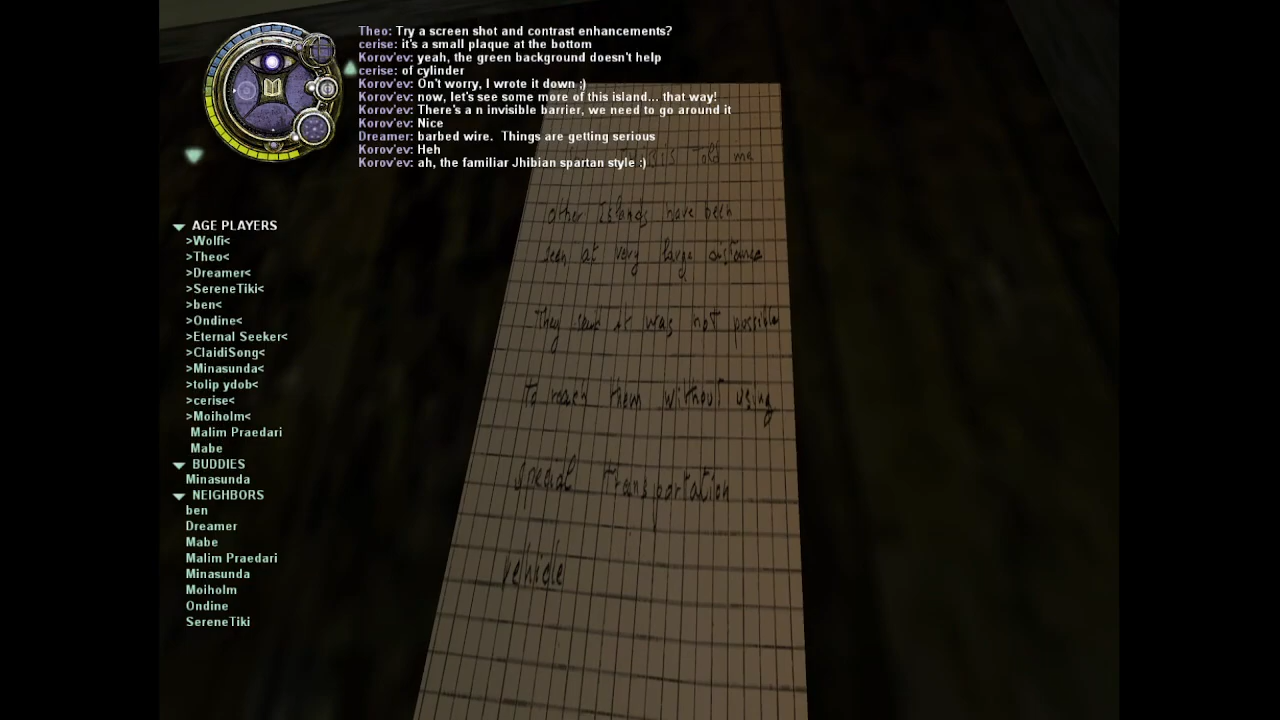 Theo: Try a screen shot and contrast enhancements?
cerise: it's a small plaque at the bottom
Korov'ev: yeah, the green background doesn't help
cerise: of cylinder
Korov'ev: On't worry, I wrote it down ;)
Korov'ev: now, let's see some more of this island... that way!
Korov'ev: There's a n invisible barrier, we need to go around it
Korov'ev: Nice
Dreamer: barbed wire.  Things are getting serious
Korov'ev: Heh
Korov'ev: ah, the familiar Jhibian spartan style :)
AGE PLAYERS
>Wolfi<
>Theo<
>Dreamer<
>SereneTiki<
>ben<
>Ondine<
>Eternal Seeker<
>ClaidiSong<
>Minasunda<
>tolip ydob<
>cerise<
>Moiholm<
Malim Praedari
Mabe
BUDDIES
Minasunda
NEIGHBORS
ben
Dreamer
Mabe
Malim Praedari
Minasunda
Moiholm
Ondine
SereneTiki
told me
other islands have been
seen at very large distance
They said it was not possible
to reach them without using
special transportation
vehicle